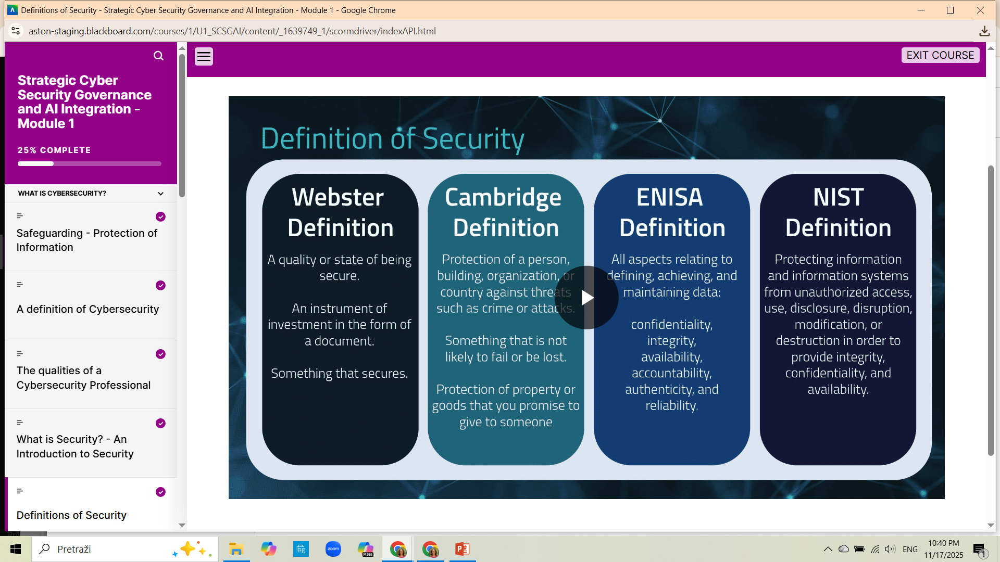 Definitions of Security - Strategic Cyber Security Governance and AI Integration - Module 1 - Google Chrome
aston-staging.blackboard.com/courses/1/U1_SCSGAI/content/_1639749_1/scormdriver/indexAPI.html
EXIT COURSE
Strategic Cyber
Security Governance
and AI Integration -
Module 1
25% COMPLETE
WHAT IS CYBERSECURITY?
Safeguarding - Protection of
Information
A definition of Cybersecurity
The qualities of a
Cybersecurity Professional
What is Security? - An
Introduction to Security
Definitions of Security
Definition of Security
Webster
Definition
A quality or state of being
secure.
An instrument of
investment in the form of
a document.
Something that secures.
Cambridge
Definition
Protection of a person,
building, organization, or
country against threats
such as crime or attacks.
Something that is not
likely to fail or be lost.
Protection of property or
goods that you promise to
give to someone
ENISA
Definition
All aspects relating to
defining, achieving, and
maintaining data:
confidentiality,
integrity,
availability,
accountability,
authenticity, and
reliability.
NIST
Definition
Protecting information
and information systems
from unauthorized access,
use, disclosure, disruption,
modification, or
destruction in order to
provide integrity,
confidentiality, and
availability.
Pretraži
zoom
M365
ENG
10:40 PM
11/17/2025
1